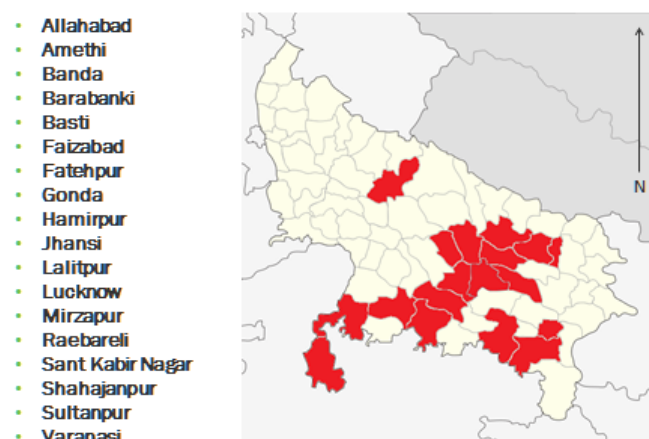 Allahabad
Amethi
Banda
Barabanki
Basti
Faizabad
Fatehpur
Gonda
Hamirpur
Jhansi
Lalitpur
Lucknow
Mirzapur
Raebareli
Sant Kabir Nagar
Shahajanpur
Sultanpur
Varanasi
N